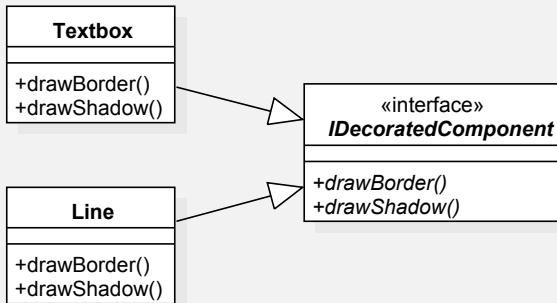 Textbox
+drawBorder()
+drawShadow()
«interface»
IDecoratedComponent
+drawBorder()
+drawShadow()
Line
+drawBorder()
+drawShadow()